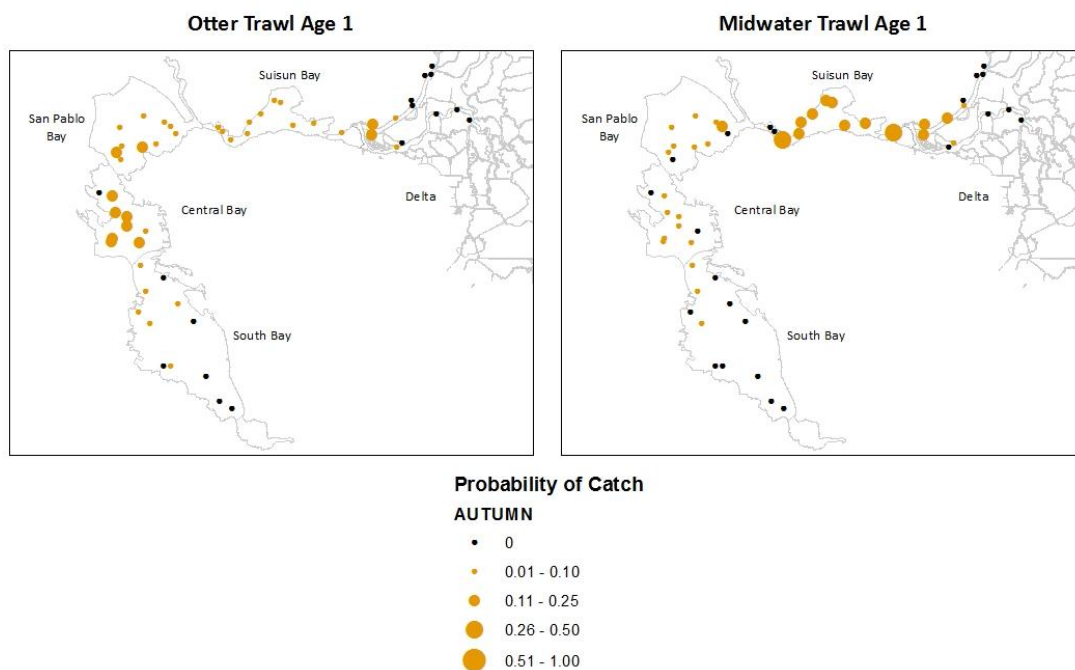 Otter Trawl Age 1
Suisun Bay
San Pablo
Bay
Central Bay
Delta
South Bay
Midwater Trawl Age 1
Suisun Bay
San Pablo
Bay
Central Bay
Delta
South Bay
Probability of Catch
AUTUMN
0
0.01 - 0.10
0.11 - 0.25
0.26 - 0.50
0.51 - 1.00